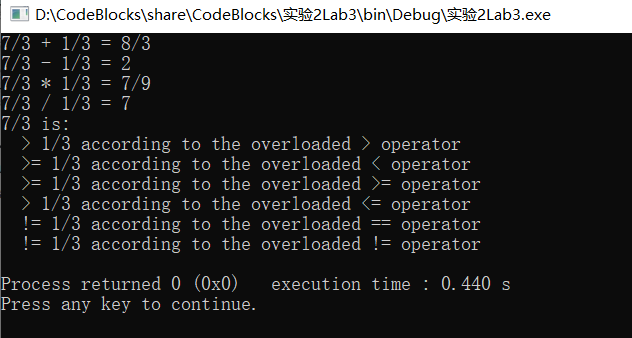 D:\CodeBlocks\share\CodeBlocks\实验2Lab3\bin\Debug\实验2Lab3.exe
7/3 + 1/3 = 8/3
7/3 - 1/3 = 2
7/3 * 1/3 = 7/9
7/3 / 1/3 = 7
7/3 is:
  > 1/3 according to the overloaded > operator
  >= 1/3 according to the overloaded < operator
  >= 1/3 according to the overloaded >= operator
  > 1/3 according to the overloaded <= operator
  != 1/3 according to the overloaded == operator
  != 1/3 according to the overloaded != operator

Process returned 0 (0x0)   execution time : 0.440 s
Press any key to continue.